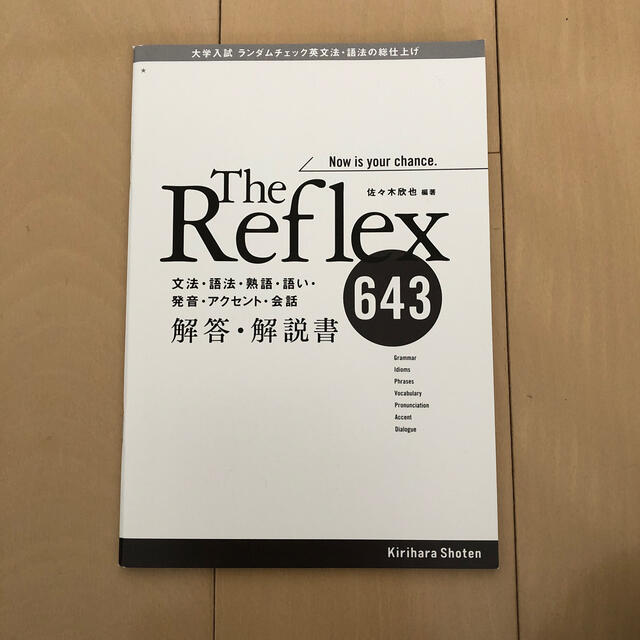 大学入試 ランダムチェック英文法・語法の総仕上げ
★
Now is your chance.
The
佐々木欣也 編著
Reflex
文法・語法・熟語・語い・
発音・アクセント・会話
643
解答・解説書
Grammar
Idioms
Phrases
Vocabulary
Pronunciation
Accent
Dialogue
Kirihara Shoten